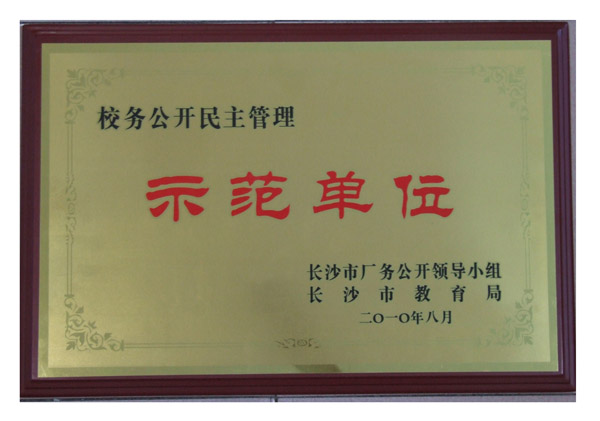 校务公开民主管理
示范单位
长沙市厂务公开领导小组
长沙市教育局
二〇一〇年八月